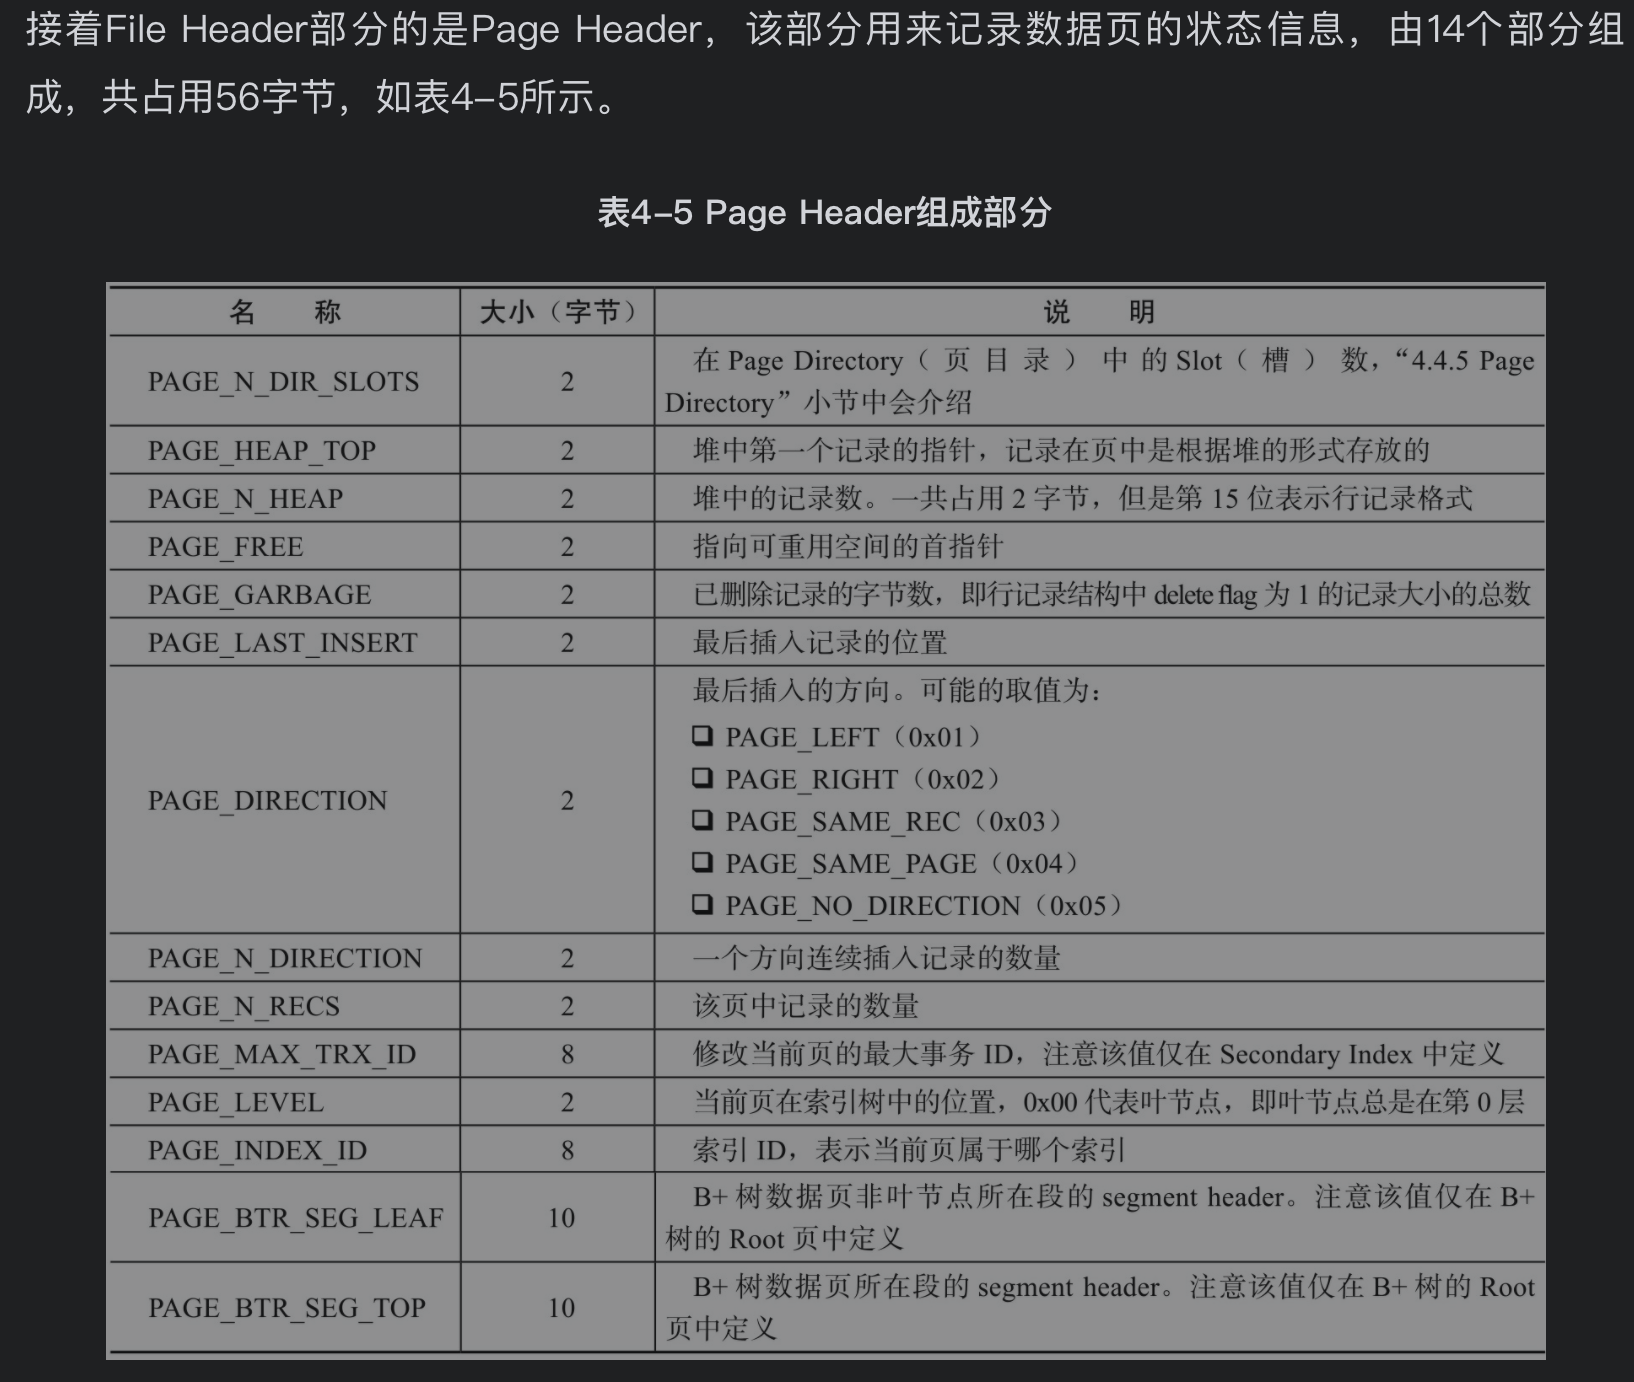 接着File Header部分的是Page Header，该部分用来记录数据页的状态信息，由14个部分组
成，共占用56字节，如表4–5所示。
表4–5 Page Header组成部分
名 称 大小（字节） 说 明
PAGE_N_DIR_SLOTS 2 在 Page Directory（页目录）中的 Slot（槽）数，“4.4.5 Page
Directory”小节中会介绍
PAGE_HEAP_TOP 2 堆中第一个记录的指针，记录在页中是根据堆的形式存放的
PAGE_N_HEAP 2 堆中的记录数。一共占用 2 字节，但是第 15 位表示行记录格式
PAGE_FREE 2 指向可重用空间的首指针
PAGE_GARBAGE 2 已删除记录的字节数，即行记录结构中 delete flag 为 1 的记录大小的总数
PAGE_LAST_INSERT 2 最后插入记录的位置
PAGE_DIRECTION 2 最后插入的方向。可能的取值为：
❑ PAGE_LEFT（0x01）
❑ PAGE_RIGHT（0x02）
❑ PAGE_SAME_REC（0x03）
❑ PAGE_SAME_PAGE（0x04）
❑ PAGE_NO_DIRECTION（0x05）
PAGE_N_DIRECTION 2 一个方向连续插入记录的数量
PAGE_N_RECS 2 该页中记录的数量
PAGE_MAX_TRX_ID 8 修改当前页的最大事务 ID，注意该值仅在 Secondary Index 中定义
PAGE_LEVEL 2 当前页在索引树中的位置，0x00 代表叶节点，即叶节点总是在第 0 层
PAGE_INDEX_ID 8 索引 ID，表示当前页属于哪个索引
PAGE_BTR_SEG_LEAF 10 B+ 树数据页非叶节点所在段的 segment header。注意该值仅在 B+
树的 Root 页中定义
PAGE_BTR_SEG_TOP 10 B+ 树数据页所在段的 segment header。注意该值仅在 B+ 树的 Root
页中定义